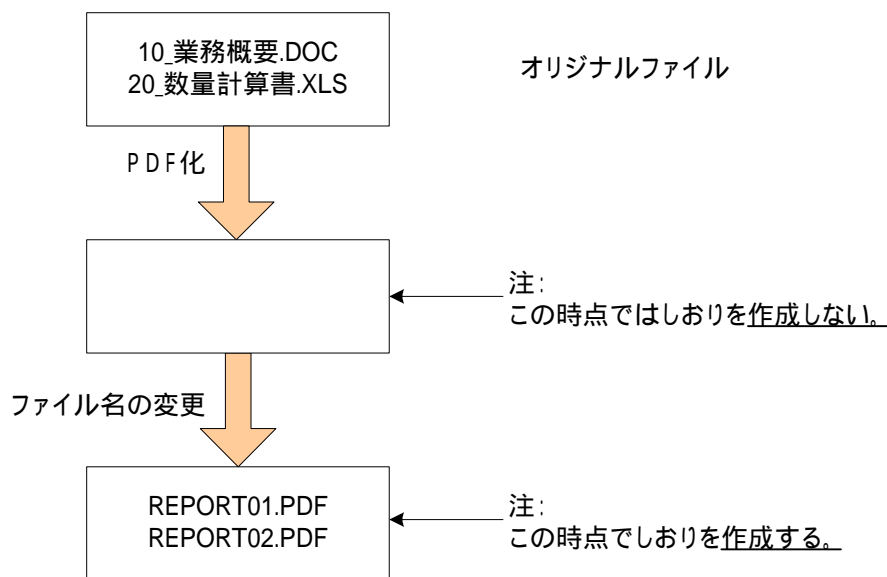 10_業務概要.DOC
20_数量計算書.XLS
オリジナルファイル
PDF化
注:
この時点ではしおりを作成しない。
ファイル名の変更
REPORT01.PDF
REPORT02.PDF
注:
この時点でしおりを作成する。